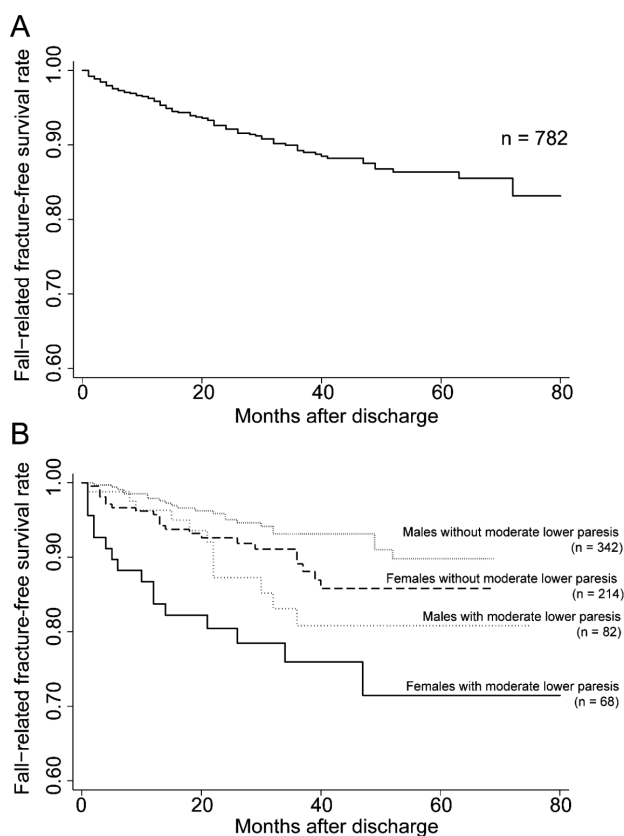 A
Fall-related fracture-free survival rate
1.00
0.90
0.80
0.70
0.60
n = 782
0
20
40
60
80
Months after discharge
B
Fall-related fracture-free survival rate
1.00
0.90
0.80
0.70
0.60
Males without moderate lower paresis
(n = 342)
Females without moderate lower paresis
(n = 214)
Males with moderate lower paresis
(n = 82)
Females with moderate lower paresis
(n = 68)
0
20
40
60
80
Months after discharge